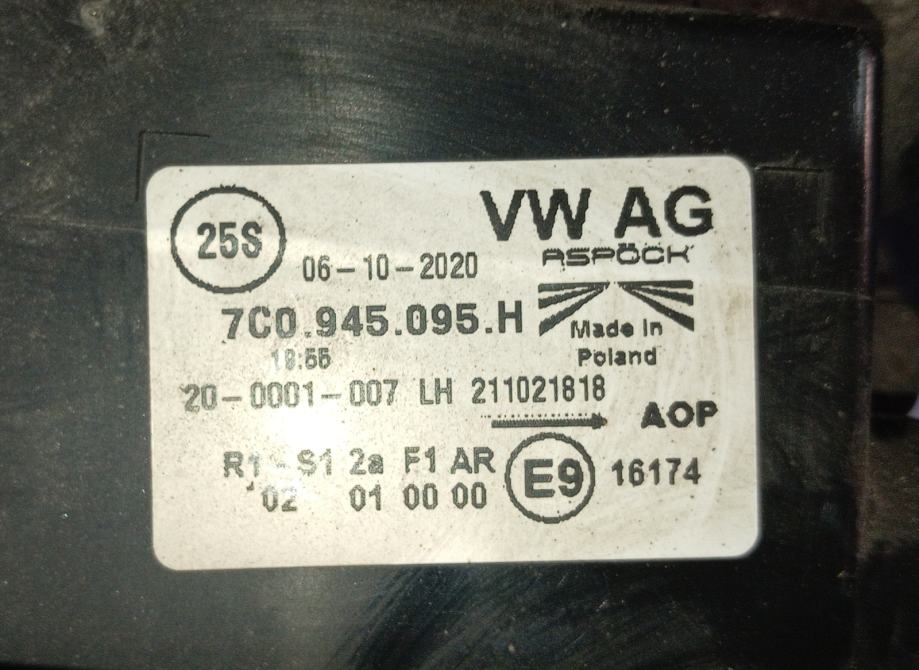 VW AG
25S
ASPÖCK
06-10-2020
7C0.945.095.H
Made in
Poland
18:55
20-0001-007 LH 211021818
AOP
R1 - S1 2a F1 AR
E9 16174
02 01 00 00